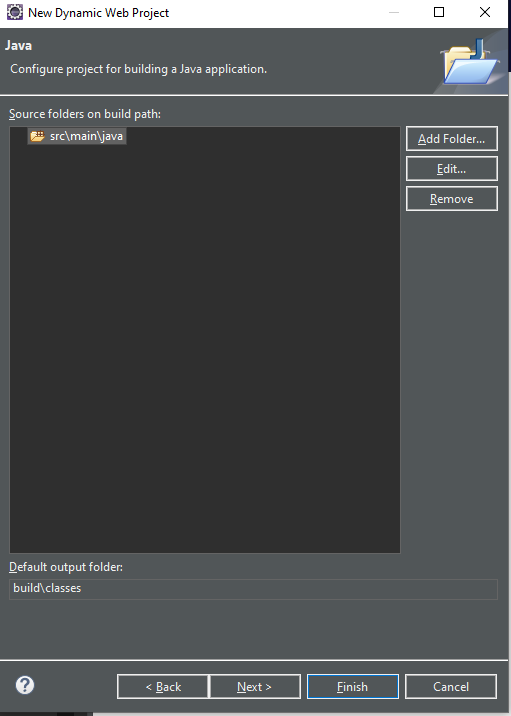 New Dynamic Web Project
Java
Configure project for building a Java application.
Source folders on build path:
src\main\java
Add Folder...
Edit...
Remove
Default output folder:
build\classes
?
< Back
Next >
Finish
Cancel